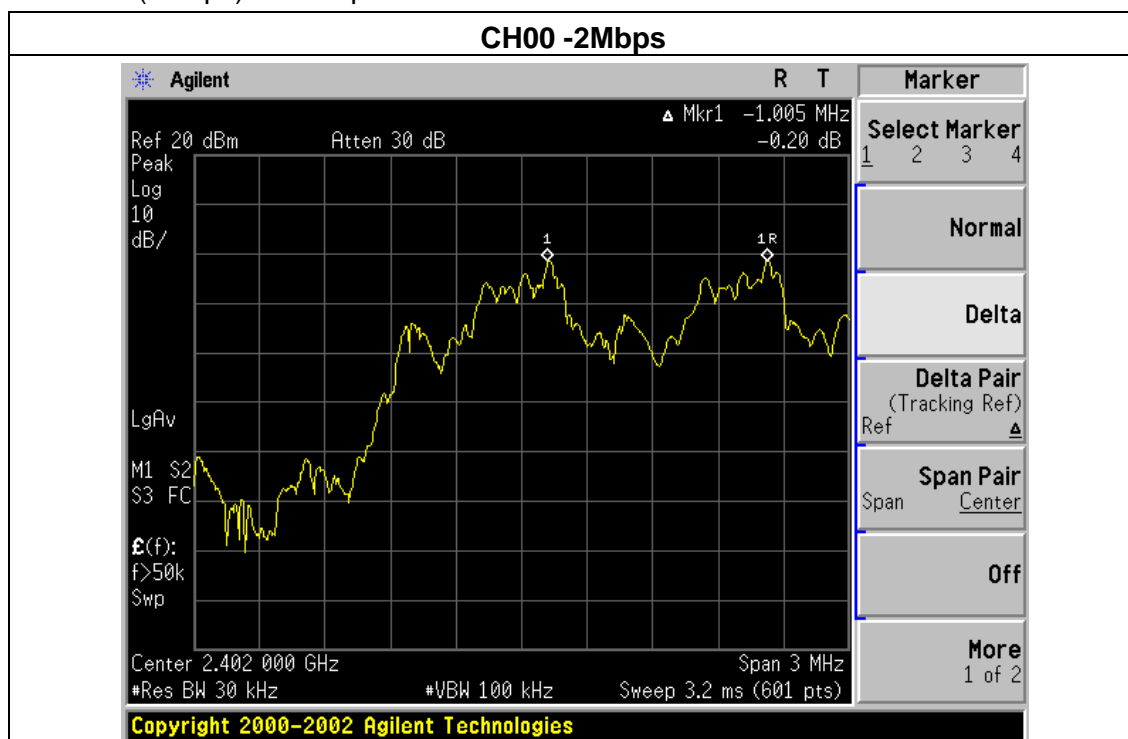 CH00 -2Mbps
Agilent R T
Δ Mkr1 -1.005 MHz
Ref 20 dBm Atten 30 dB -0.20 dB
Peak
Log
10
dB/
1
1R
LgAv
M1 S2
S3 FC
£(f):
f>50k
Swp
Center 2.402 000 GHz Span 3 MHz
#Res BW 30 kHz #VBW 100 kHz Sweep 3.2 ms (601 pts)
Copyright 2000-2002 Agilent Technologies
Marker
Select Marker
1 2 3 4
Normal
Delta
Delta Pair
(Tracking Ref)
Ref Δ
Span Pair
Span Center
Off
More
1 of 2